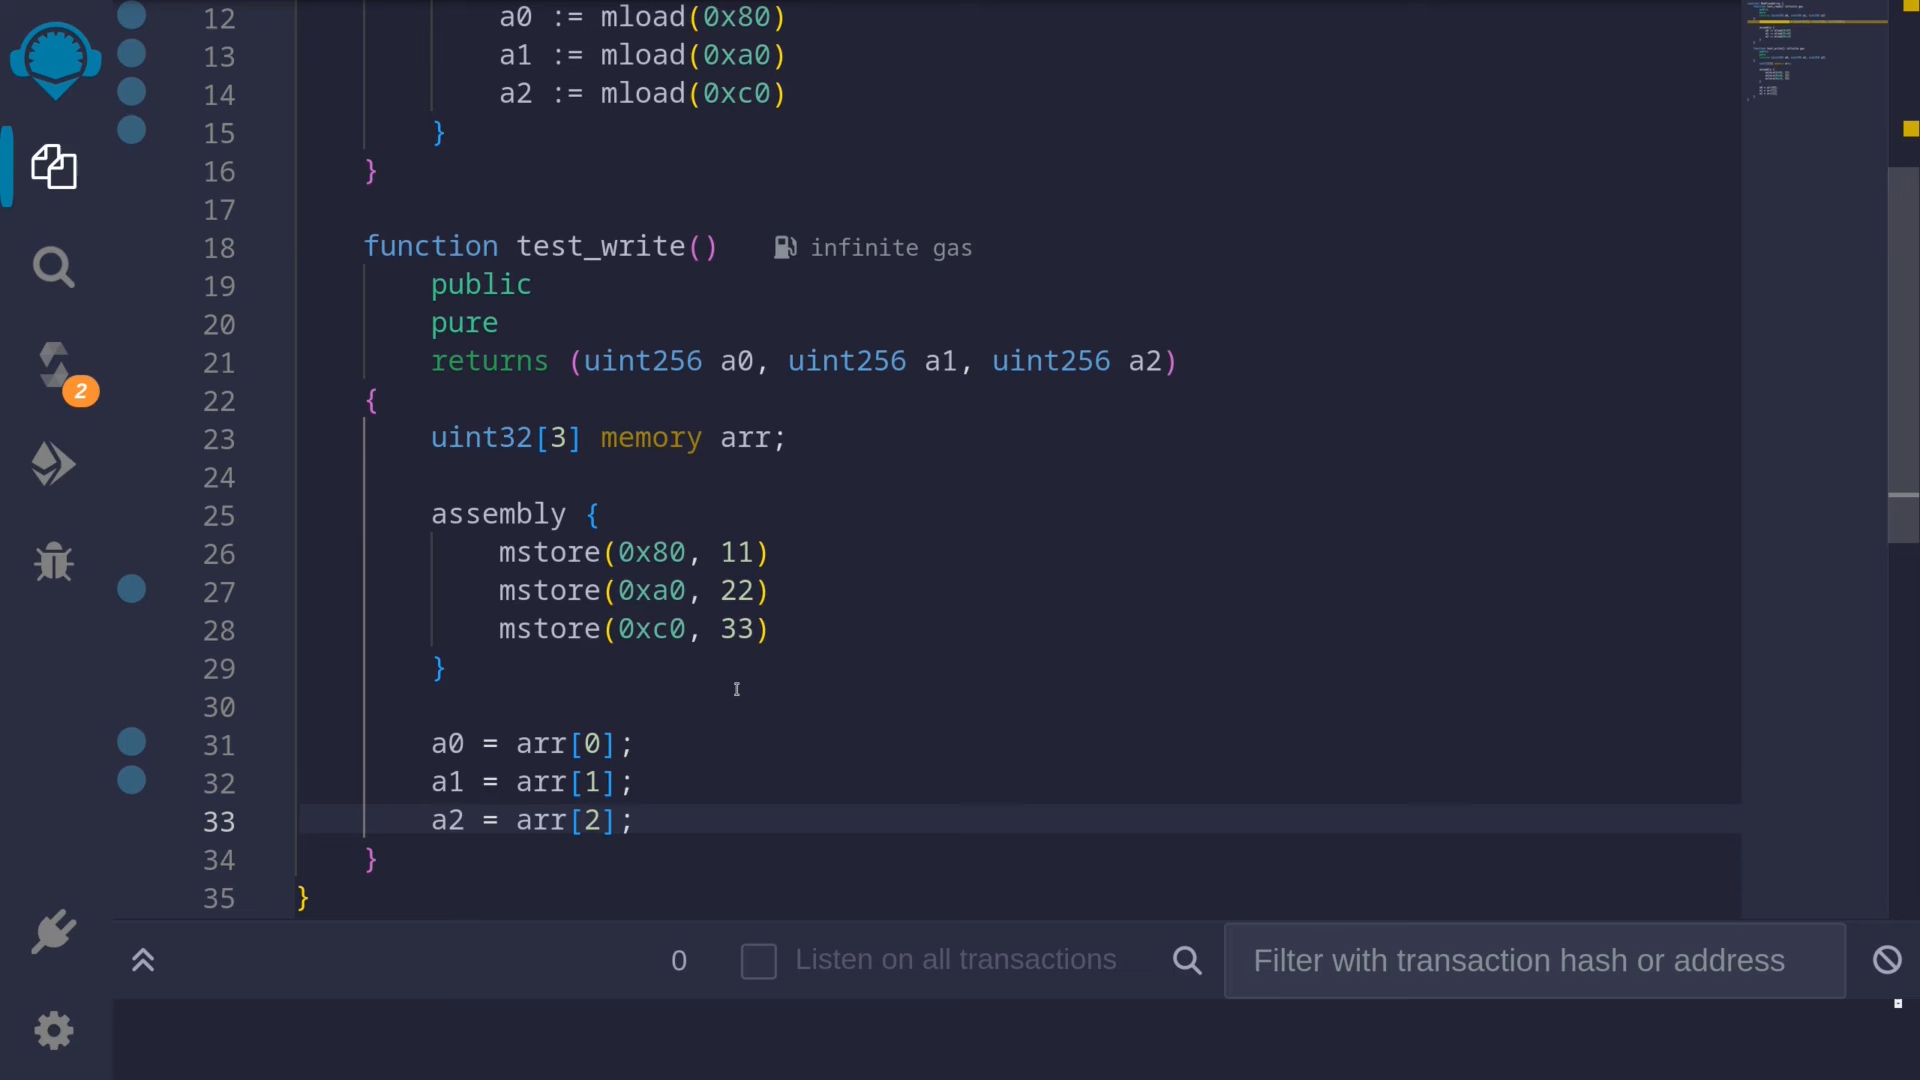 12 a0 := mload(0x80)
13 a1 := mload(0xa0)
14 a2 := mload(0xc0)
15 }
16 }
17
18 function test_write() infinite gas
19 public
20 pure
21 returns (uint256 a0, uint256 a1, uint256 a2)
22 {
23 uint32[3] memory arr;
24
25 assembly {
26 mstore(0x80, 11)
27 mstore(0xa0, 22)
28 mstore(0xc0, 33)
29 }
30
31 a0 = arr[0];
32 a1 = arr[1];
33 a2 = arr[2];
34 }
35 }
2
0 Listen on all transactions Filter with transaction hash or address